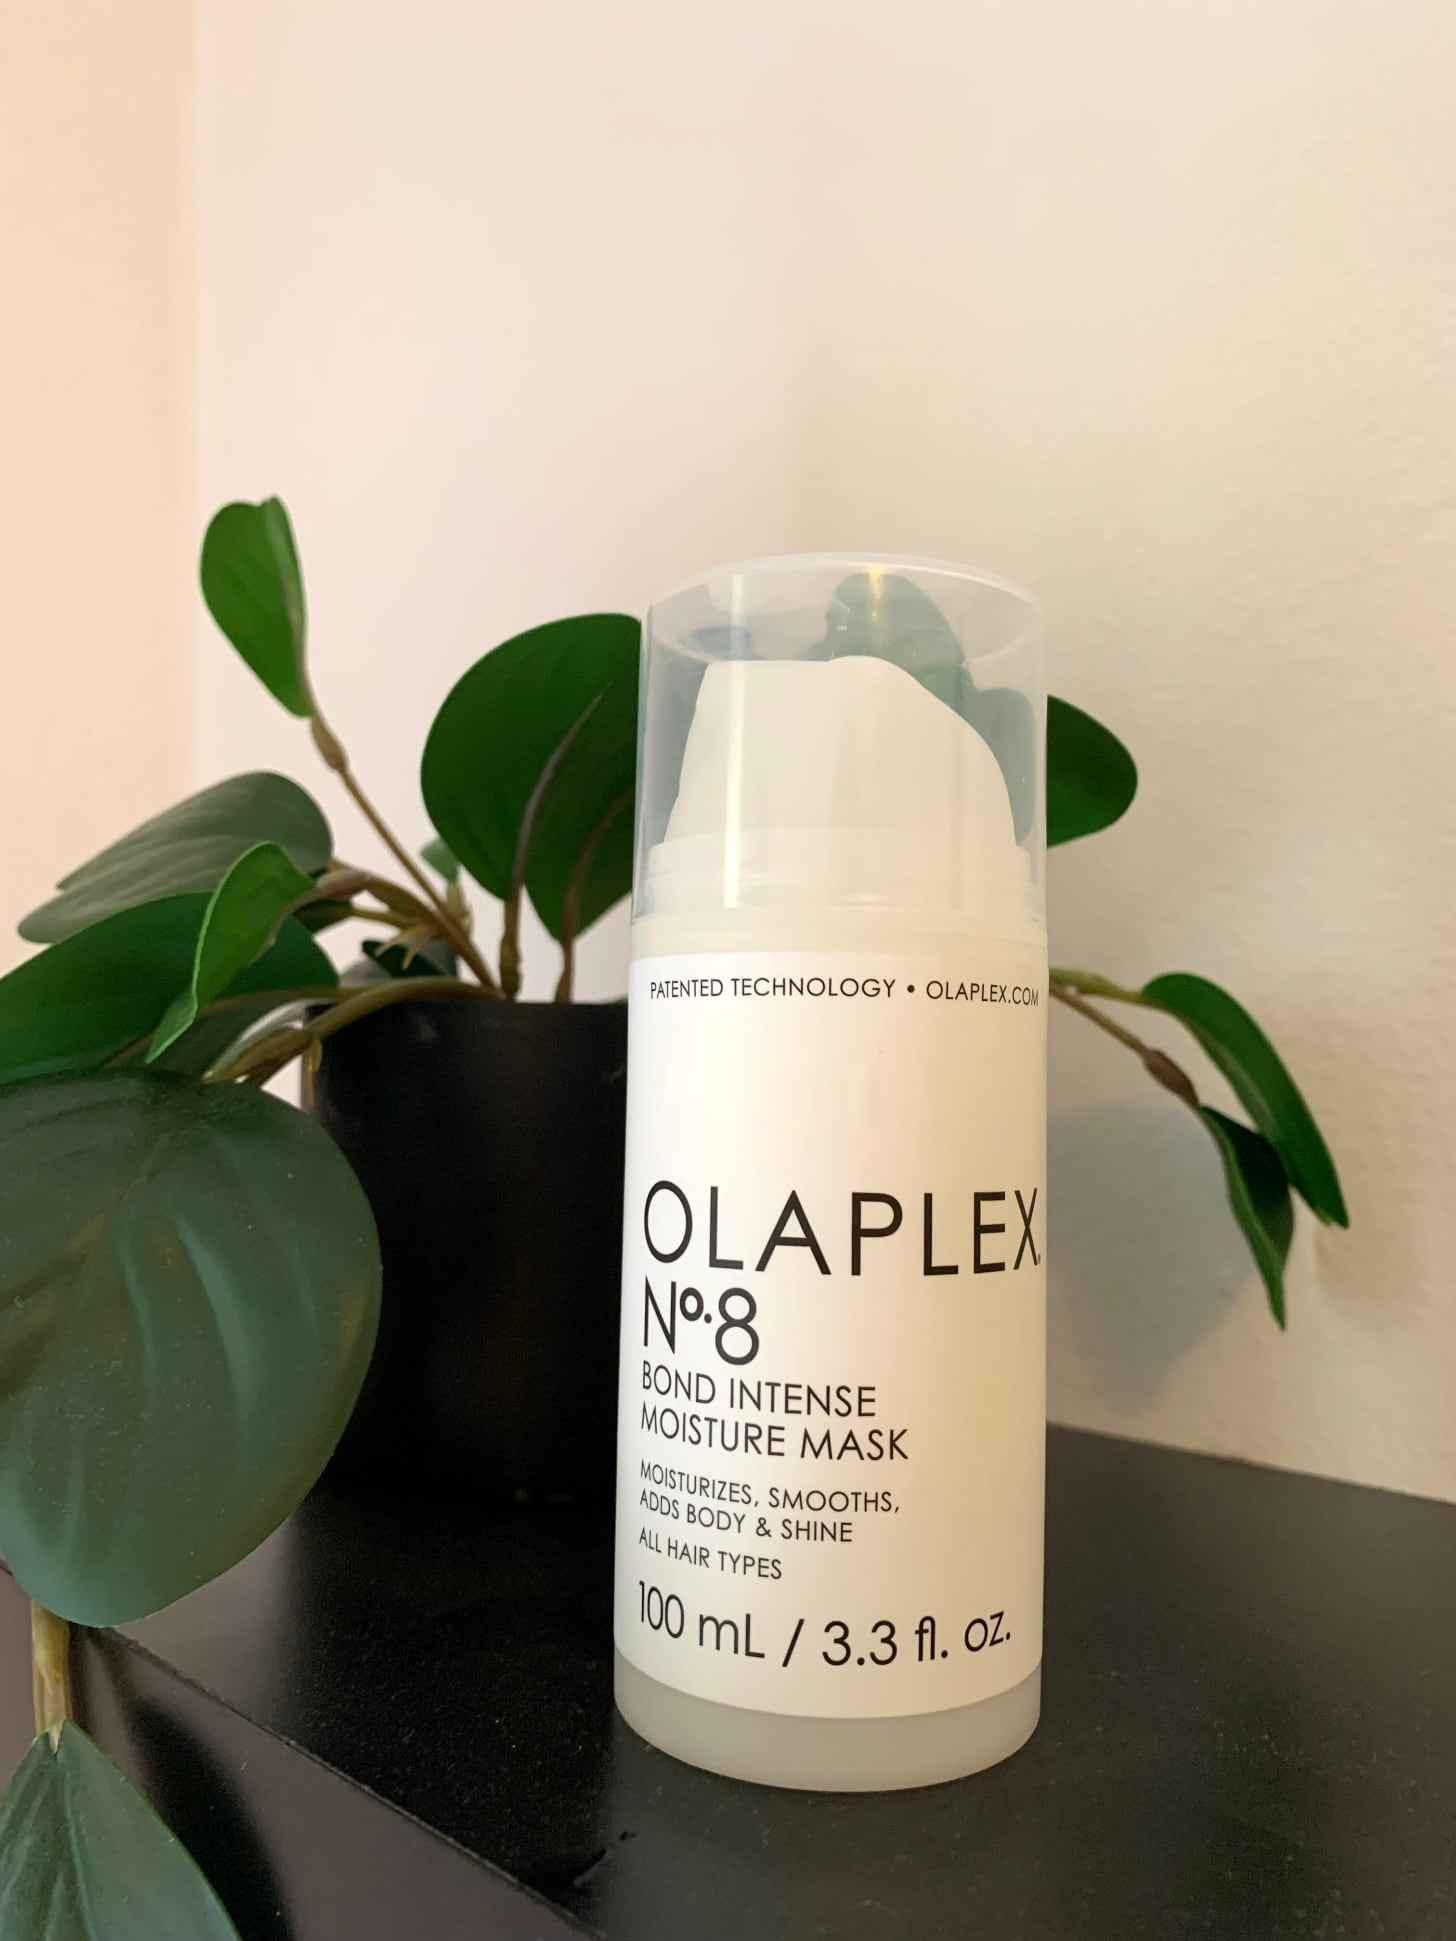 PATENTED TECHNOLOGY • OLAPLEX.COM
OLAPLEX.
Nº.8
BOND INTENSE
MOISTURE MASK
MOISTURIZES, SMOOTHS,
ADDS BODY & SHINE
ALL HAIR TYPES
100 mL / 3.3 fl. oz.